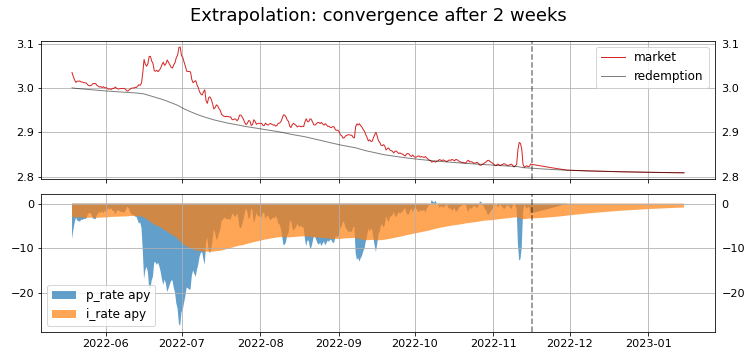 Extrapolation: convergence after 2 weeks
3.1 3.1
market
redemption
3.0 3.0
2.9 2.9
2.8 2.8
0 0
−10 −10
−20 −20
p_rate apy
i_rate apy
2022-06 2022-07 2022-08 2022-09 2022-10 2022-11 2022-12 2023-01